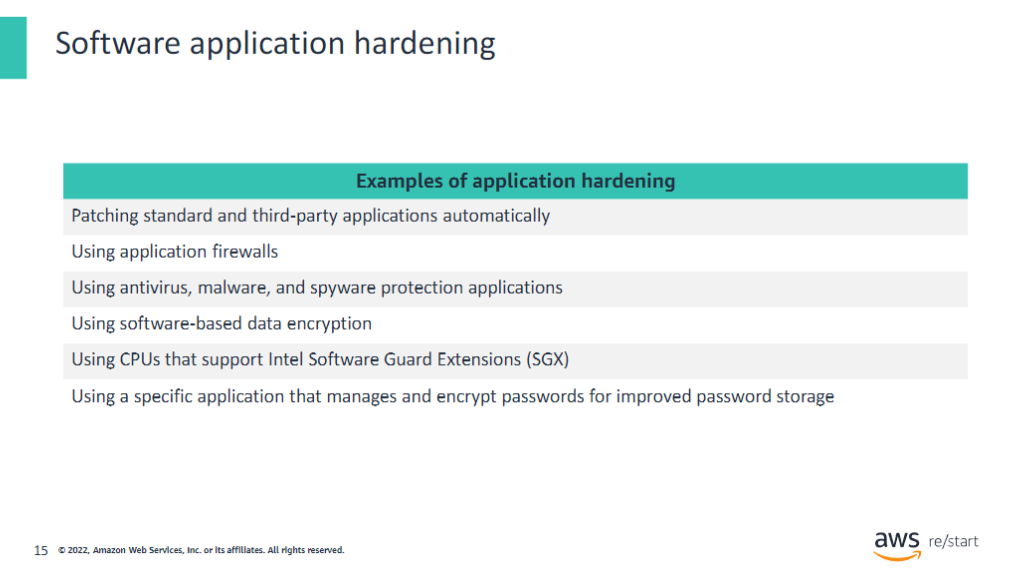 Software application hardening
Examples of application hardening
Patching standard and third-party applications automatically
Using application firewalls
Using antivirus, malware, and spyware protection applications
Using software-based data encryption
Using CPUs that support Intel Software Guard Extensions (SGX)
Using a specific application that manages and encrypt passwords for improved password storage
15 © 2022, Amazon Web Services, Inc. or its affiliates. All rights reserved.
aws re/start